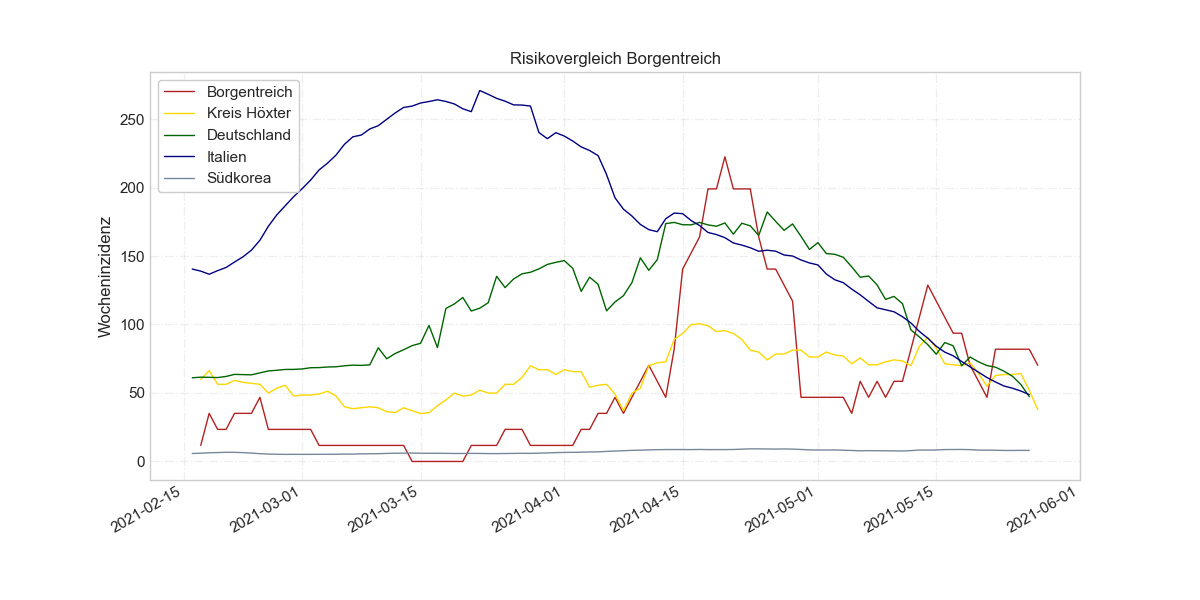 Risikovergleich Borgentreich
Borgentreich
Kreis Höxter
Deutschland
Italien
Südkorea
Wocheninzidenz
250
200
150
100
50
0
2021-02-15
2021-03-01
2021-03-15
2021-04-01
2021-04-15
2021-05-01
2021-05-15
2021-06-01